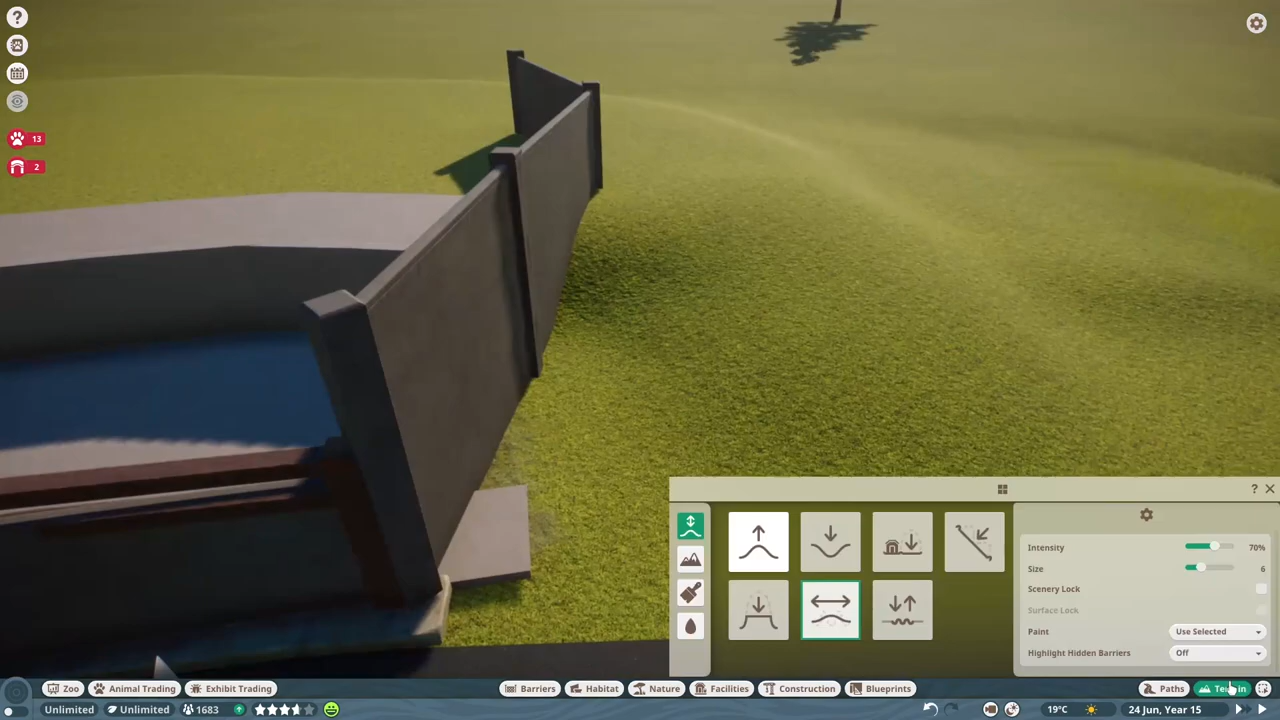 ?
13
2
?
Intensity 70%
Size 6
Scenery Lock
Surface Lock
Paint Use Selected
Highlight Hidden Barriers Off
Zoo Animal Trading Exhibit Trading Barriers Habitat Nature Facilities Construction Blueprints Paths Terrain
Unlimited Unlimited 1683 19°C 24 Jun, Year 15